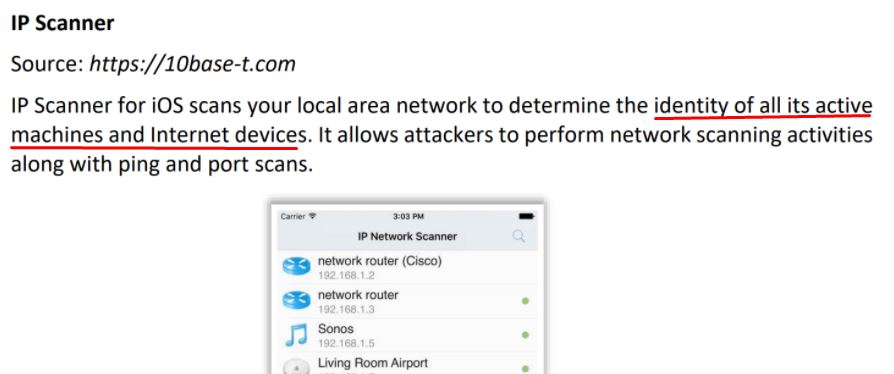 IP Scanner
Source: https://10base-t.com
IP Scanner for iOS scans your local area network to determine the identity of all its active
machines and Internet devices. It allows attackers to perform network scanning activities
along with ping and port scans.
Carrier 3:03 PM
IP Network Scanner
network router (Cisco)
192.168.1.2
network router
192.168.1.3
Sonos
192.168.1.5
Living Room Airport